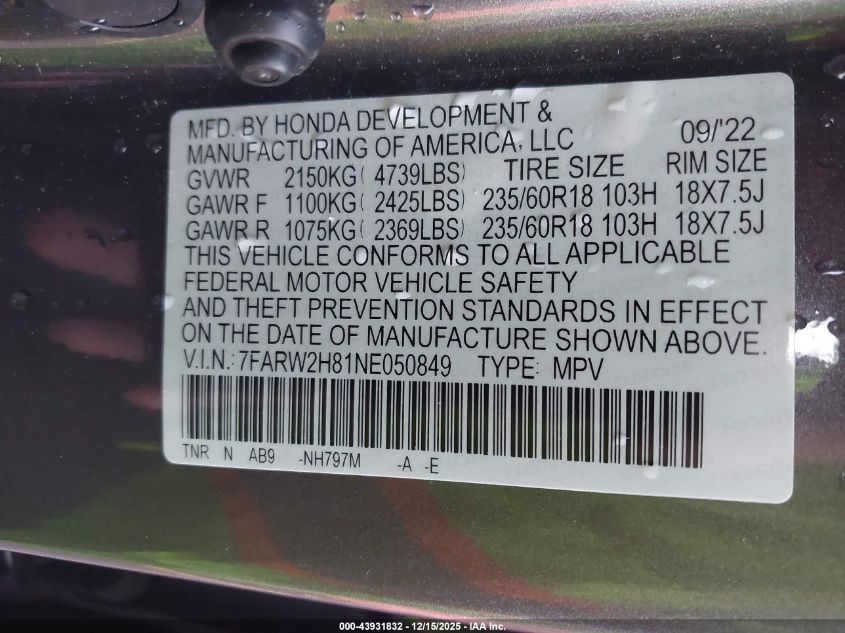 MFD. BY HONDA DEVELOPMENT &
MANUFACTURING OF AMERICA, LLC 09/'22
GVWR 2150KG( 4739LBS) TIRE SIZE RIM SIZE
GAWR F 1100KG( 2425LBS) 235/60R18 103H 18X7.5J
GAWR R 1075KG( 2369LBS) 235/60R18 103H 18X7.5J
THIS VEHICLE CONFORMS TO ALL APPLICABLE
FEDERAL MOTOR VEHICLE SAFETY
AND THEFT PREVENTION STANDARDS IN EFFECT
ON THE DATE OF MANUFACTURE SHOWN ABOVE.
V.I.N.: 7FARW2H81NE050849 TYPE: MPV
TNR N AB9 -NH797M -A -E
000-43931832 - 12/15/2025 - IAA Inc.